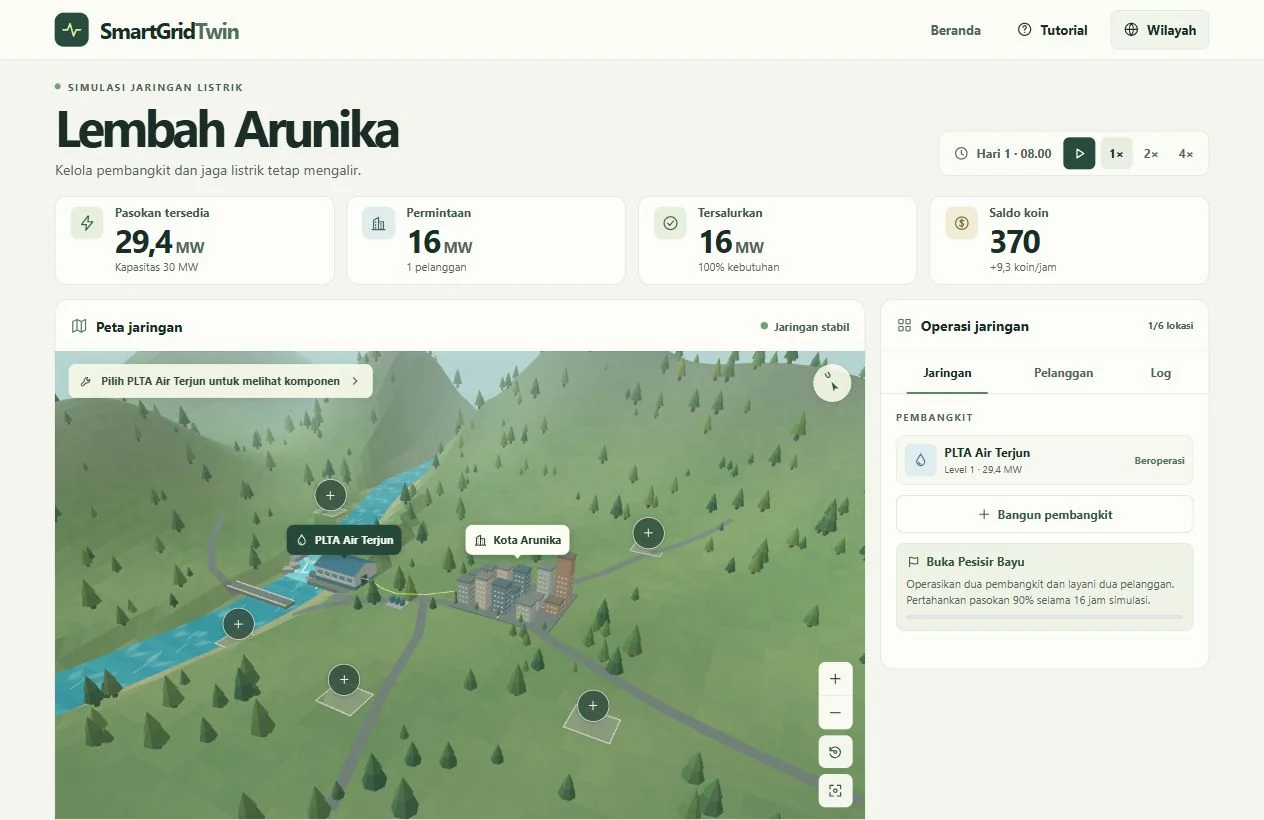 SmartGridTwin
Beranda
Tutorial
Wilayah
SIMULASI JARINGAN LISTRIK
Lembah Arunika
Kelola pembangkit dan jaga listrik tetap mengalir.
Hari 1 · 08.00
1×
2×
4×
Pasokan tersedia
29,4 MW
Kapasitas 30 MW
Permintaan
16 MW
1 pelanggan
Tersalurkan
16 MW
100% kebutuhan
Saldo koin
370
+9,3 koin/jam
Peta jaringan
Jaringan stabil
Pilih PLTA Air Terjun untuk melihat komponen
U
PLTA Air Terjun
Kota Arunika
Operasi jaringan
1/6 lokasi
Jaringan
Pelanggan
Log
PEMBANGKIT
PLTA Air Terjun
Level 1 · 29,4 MW
Beroperasi
+ Bangun pembangkit
Buka Pesisir Bayu
Operasikan dua pembangkit dan layani dua pelanggan.
Pertahankan pasokan 90% selama 16 jam simulasi.